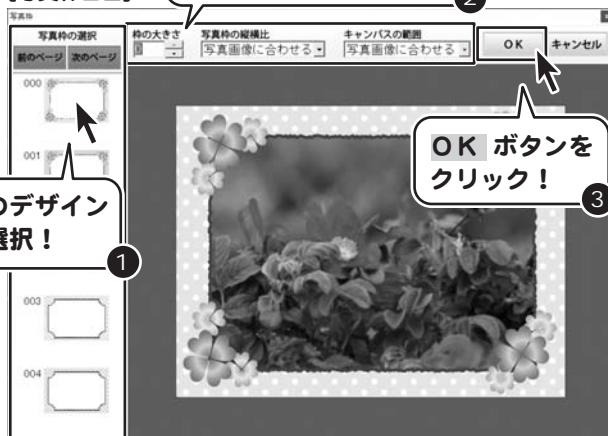 2
写真枠
写真枠の選択
前のページ 次のページ
枠の大きさ
写真枠の縦横比
写真画像に合わせる
キャンバスの範囲
写真画像に合わせる
OK
キャンセル
000
001
のデザイン
選択!
1
003
004
OK ボタンを
クリック!
3